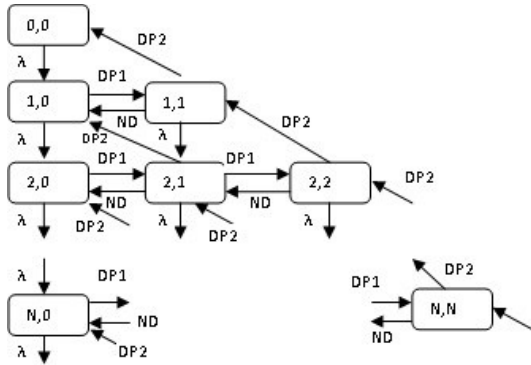 0,0
DP2
λ
DP1
1,0
1,1
DP2
ND
λ
DP2
λ
DP1
DP1
2,0
2,1
2,2
DP2
ND
ND
λ
DP2
λ
DP2
λ
λ
DP1
DP1
DP2
N,0
ND
N,N
ND
λ
DP2